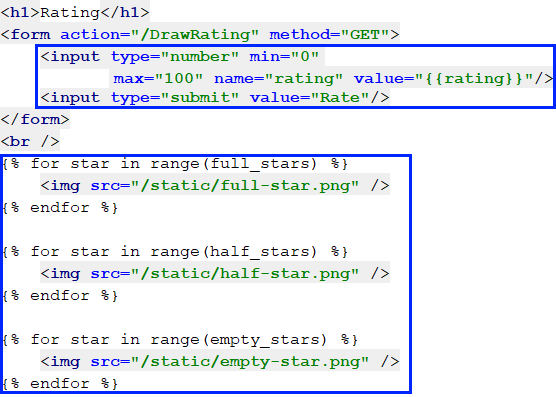 <h1>Rating</h1>
<form action="/DrawRating" method="GET">
    <input type="number" min="0"
           max="100" name="rating" value="{{rating}}"/>
    <input type="submit" value="Rate"/>
</form>
<br />
{% for star in range(full_stars) %}
    <img src="/static/full-star.png" />
{% endfor %}

{% for star in range(half_stars) %}
    <img src="/static/half-star.png" />
{% endfor %}

{% for star in range(empty_stars) %}
    <img src="/static/empty-star.png" />
{% endfor %}